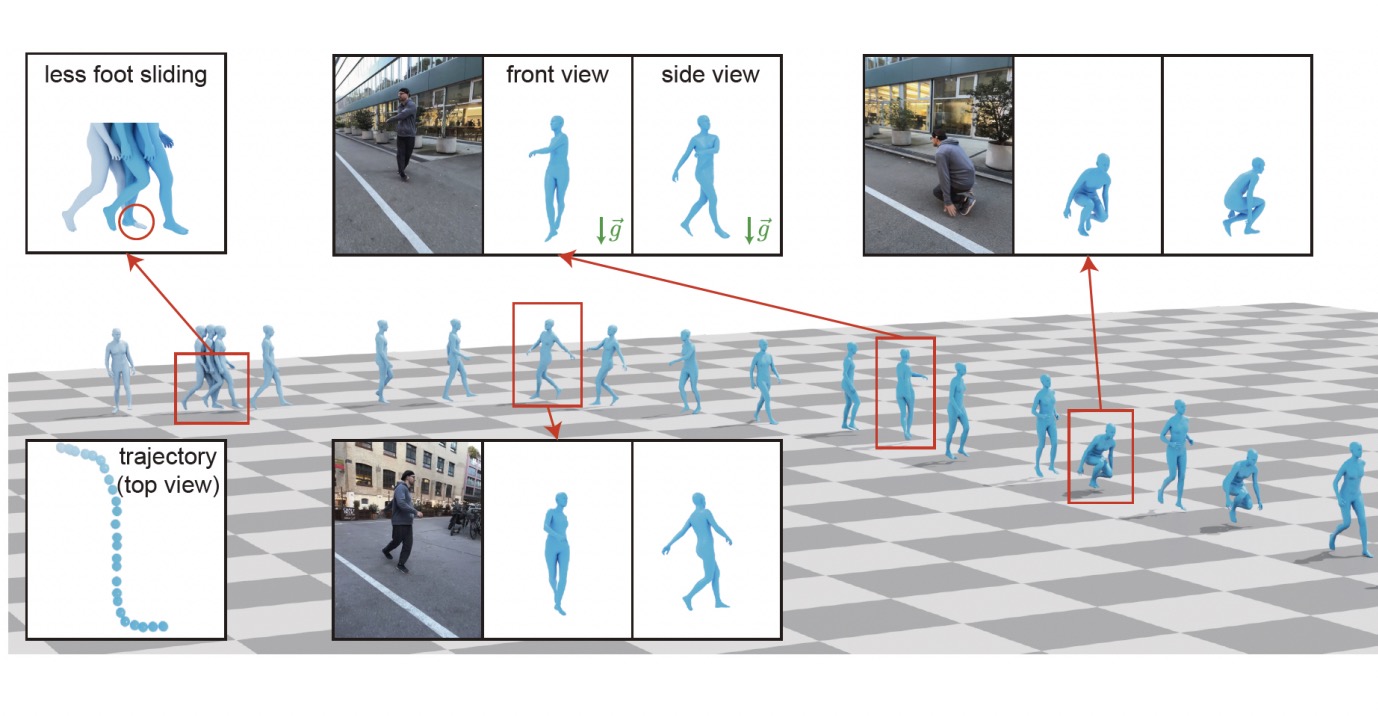 less foot sliding
front view
side view
g⃗
g⃗
trajectory
(top view)